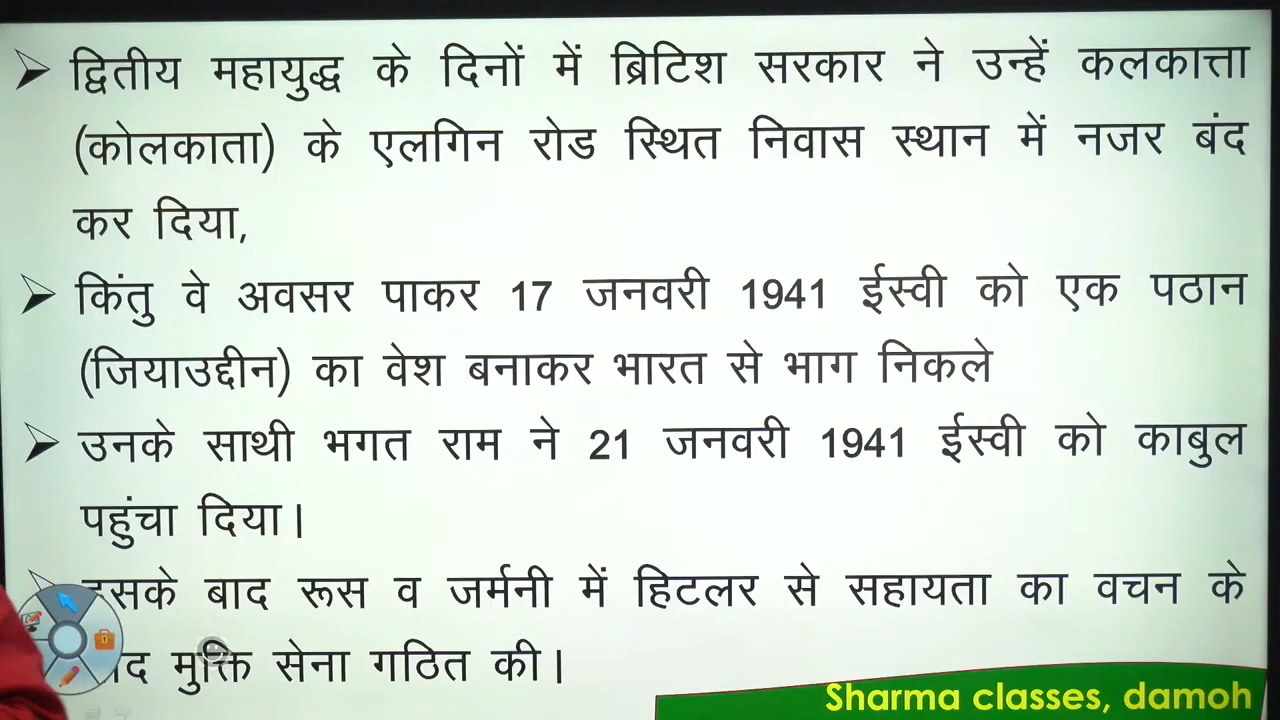 ➢ द्वितीय महायुद्ध के दिनों में ब्रिटिश सरकार ने उन्हें कलकात्ता
(कोलकाता) के एलगिन रोड स्थित निवास स्थान में नजर बंद
कर दिया,
➢ किंतु वे अवसर पाकर 17 जनवरी 1941 ईस्वी को एक पठान
(जियाउद्दीन) का वेश बनाकर भारत से भाग निकले
➢ उनके साथी भगत राम ने 21 जनवरी 1941 ईस्वी को काबुल
पहुंचा दिया।
➢ इसके बाद रूस व जर्मनी में हिटलर से सहायता का वचन के
मुक्ति सेना गठित की।
Sharma classes, damoh